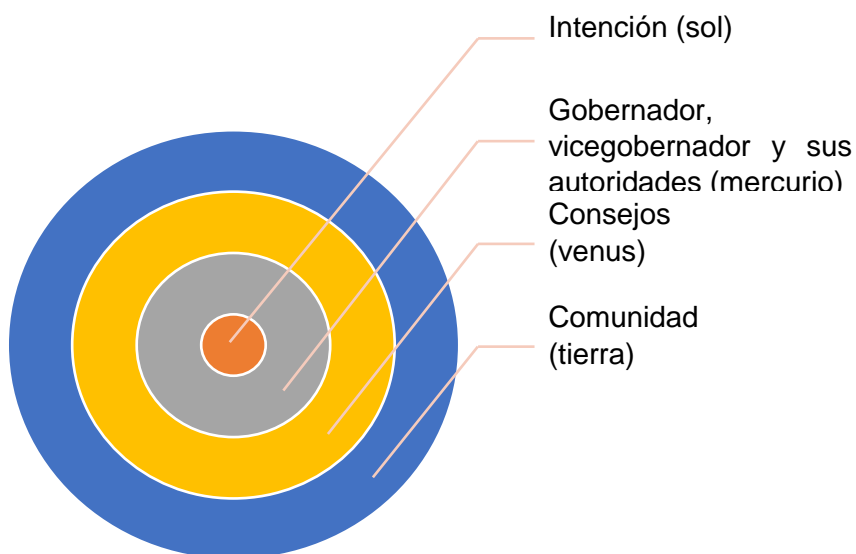 Intención (sol)
Gobernador,
vicegobernador y sus
autoridades (mercurio)
Consejos
(venus)
Comunidad
(tierra)